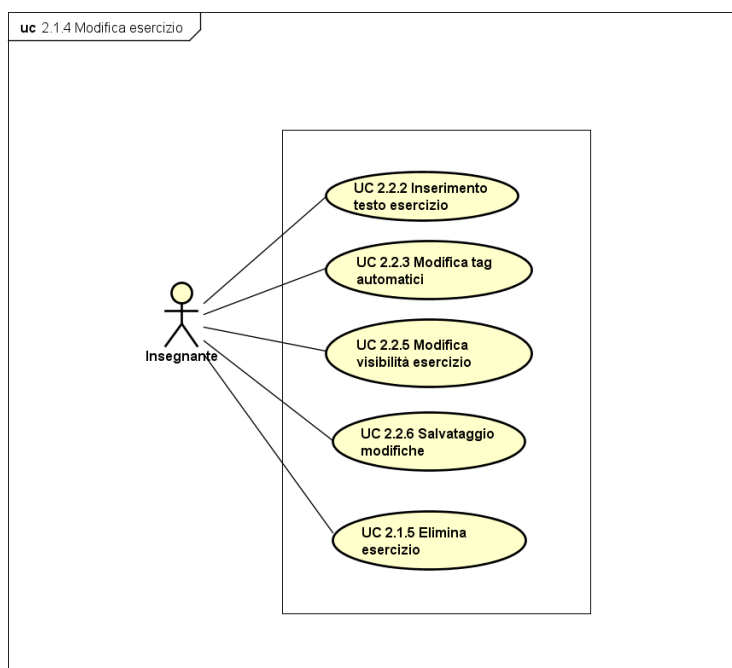 uc 2.1.4 Modifica esercizio
UC 2.2.2 Inserimento
testo esercizio
UC 2.2.3 Modifica tag
automatici
UC 2.2.5 Modifica
visibilità esercizio
Insegnante
UC 2.2.6 Salvataggio
modifiche
UC 2.1.5 Elimina
esercizio